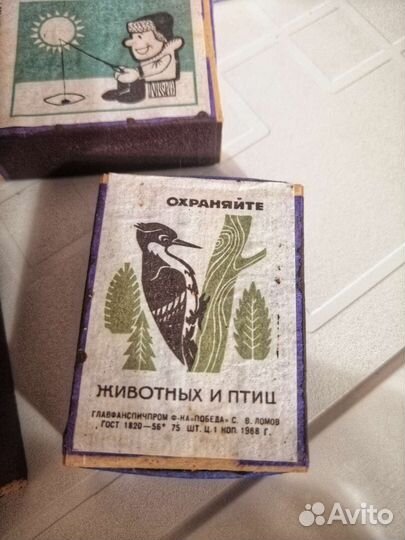 ОХРАНЯЙТЕ
ЖИВОТНЫХ И ПТИЦ
ГЛАВФАНСПИЧПРОМ Ф-КА „ПОБЕДА" С. В. ЛОМОВ
ГОСТ 1820—56* 75 ШТ. Ц. 1 КОП. 1968 Г.
Avito